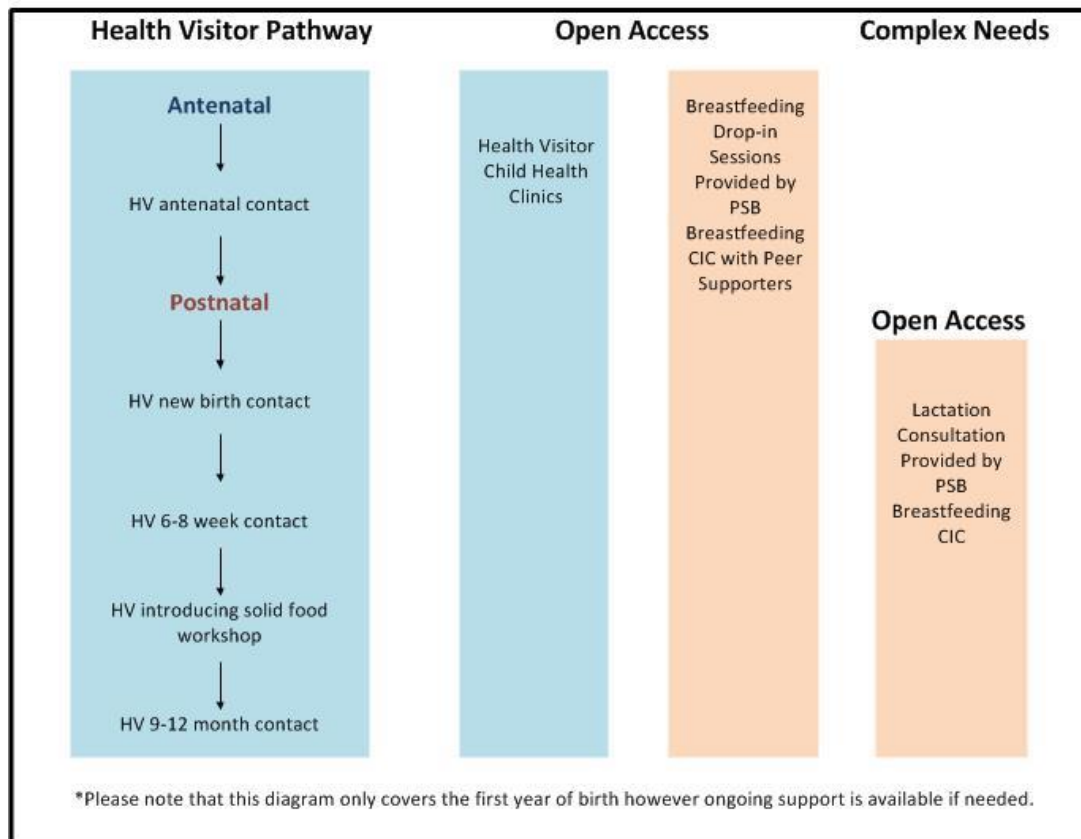 Health Visitor Pathway
Antenatal
HV antenatal contact
Postnatal
HV new birth contact
HV 6-8 week contact
HV introducing solid food
workshop
HV 9-12 month contact
Open Access
Health Visitor
Child Health
Clinics
Breastfeeding
Drop-in
Sessions
Provided by
PSB
Breastfeeding
CIC with Peer
Supporters
Complex Needs
Open Access
Lactation
Consultation
Provided by
PSB
Breastfeeding
CIC
*Please note that this diagram only covers the first year of birth however ongoing support is available if needed.